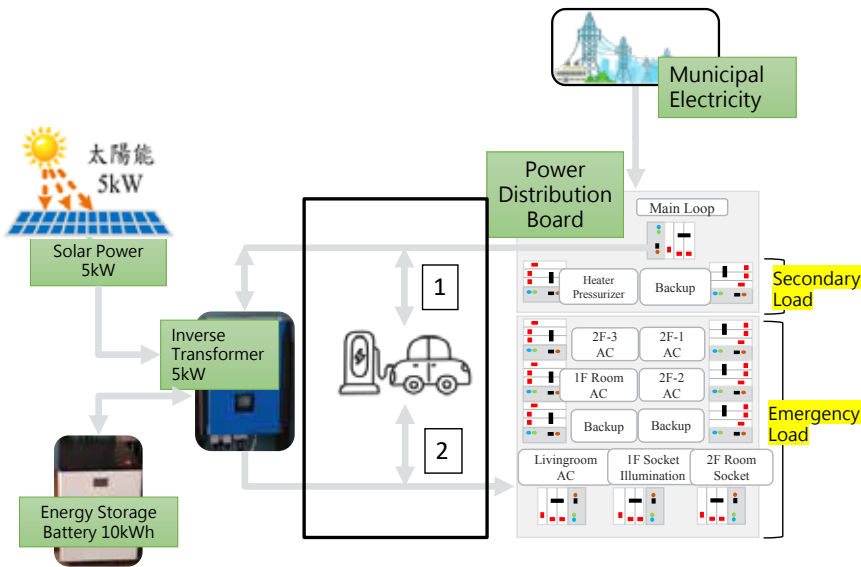 Municipal
Electricity
太陽能
5kW
Solar Power
5kW
Power
Distribution
Board
Main Loop
Heater
Pressurizer
Backup
Secondary
Load
1
Inverse
Transformer
5kW
2F-3
AC
2F-1
AC
1F Room
AC
2F-2
AC
Backup
Backup
Emergency
Load
2
Livingroom
AC
1F Socket
Illumination
2F Room
Socket
Energy Storage
Battery 10kWh